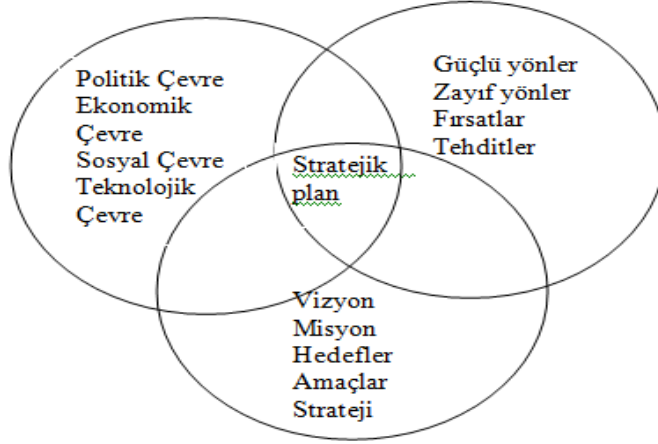 Politik Çevre
Ekonomik
Çevre
Sosyal Çevre
Teknolojik
Çevre
Güçlü yönler
Zayıf yönler
Fırsatlar
Tehditler
Stratejik
plan
Vizyon
Misyon
Hedefler
Amaçlar
Strateji